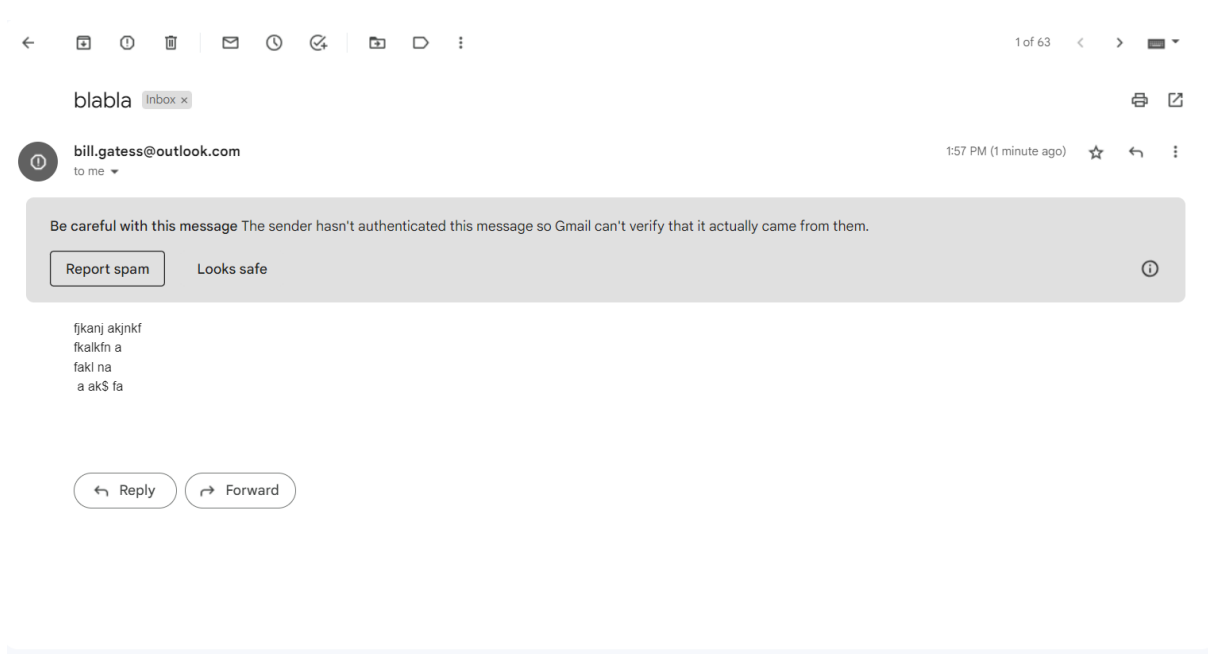 1 of 63
blabla Inbox ×
bill.gatess@outlook.com 1:57 PM (1 minute ago)
to me
Be careful with this message The sender hasn't authenticated this message so Gmail can't verify that it actually came from them.
Report spam Looks safe
fjkanj akjnkf
fkalkfn a
fakl na
a ak$ fa
Reply Forward